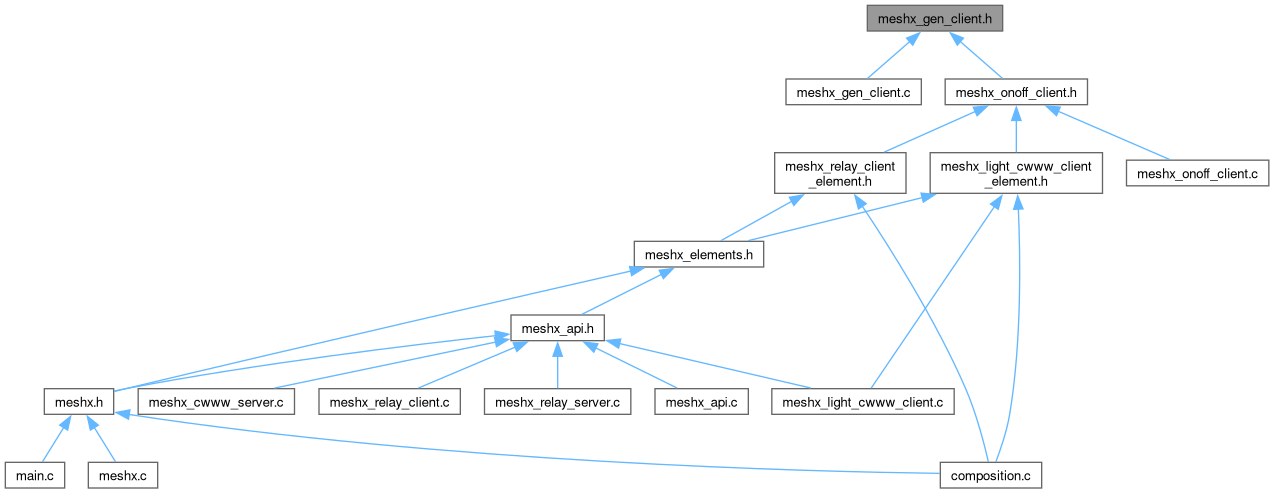 meshx_gen_client.h
meshx_gen_client.c
meshx_onoff_client.h
meshx_relay_client
_element.h
meshx_light_cwww_client
_element.h
meshx_onoff_client.c
meshx_elements.h
meshx_api.h
meshx.h
meshx_cwww_server.c
meshx_relay_client.c
meshx_relay_server.c
meshx_api.c
meshx_light_cwww_client.c
main.c
meshx.c
composition.c